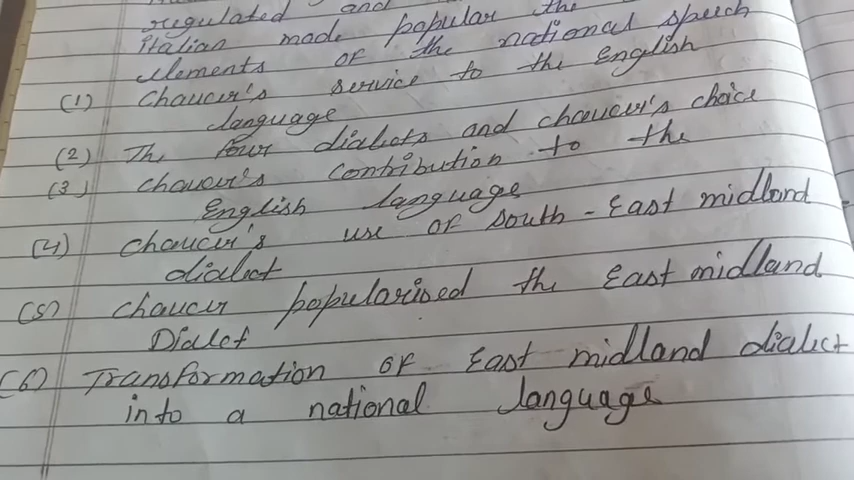 regulated and
italian made popular the
elements of the national speech
(1) Chaucer's service to the English
language
(2) The four dialects and chaucer's choice
(3) chaucer's contribution to the
English language
(4) chaucer's use of south-East midland
dialect
(5) chaucer popularised the East midland
Dialet
(6) Transformation of East midland dialect
into a national language